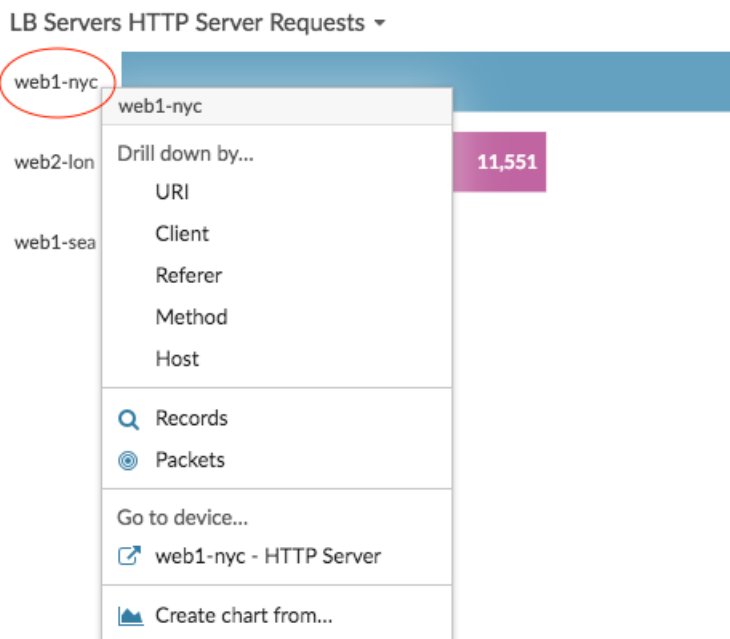 LB Servers HTTP Server Requests
web1-nyc
web1-nyc
Drill down by...
web2-lon
11,551
URI
Client
web1-sea
Referer
Method
Host
Records
Packets
Go to device...
web1-nyc - HTTP Server
Create chart from...